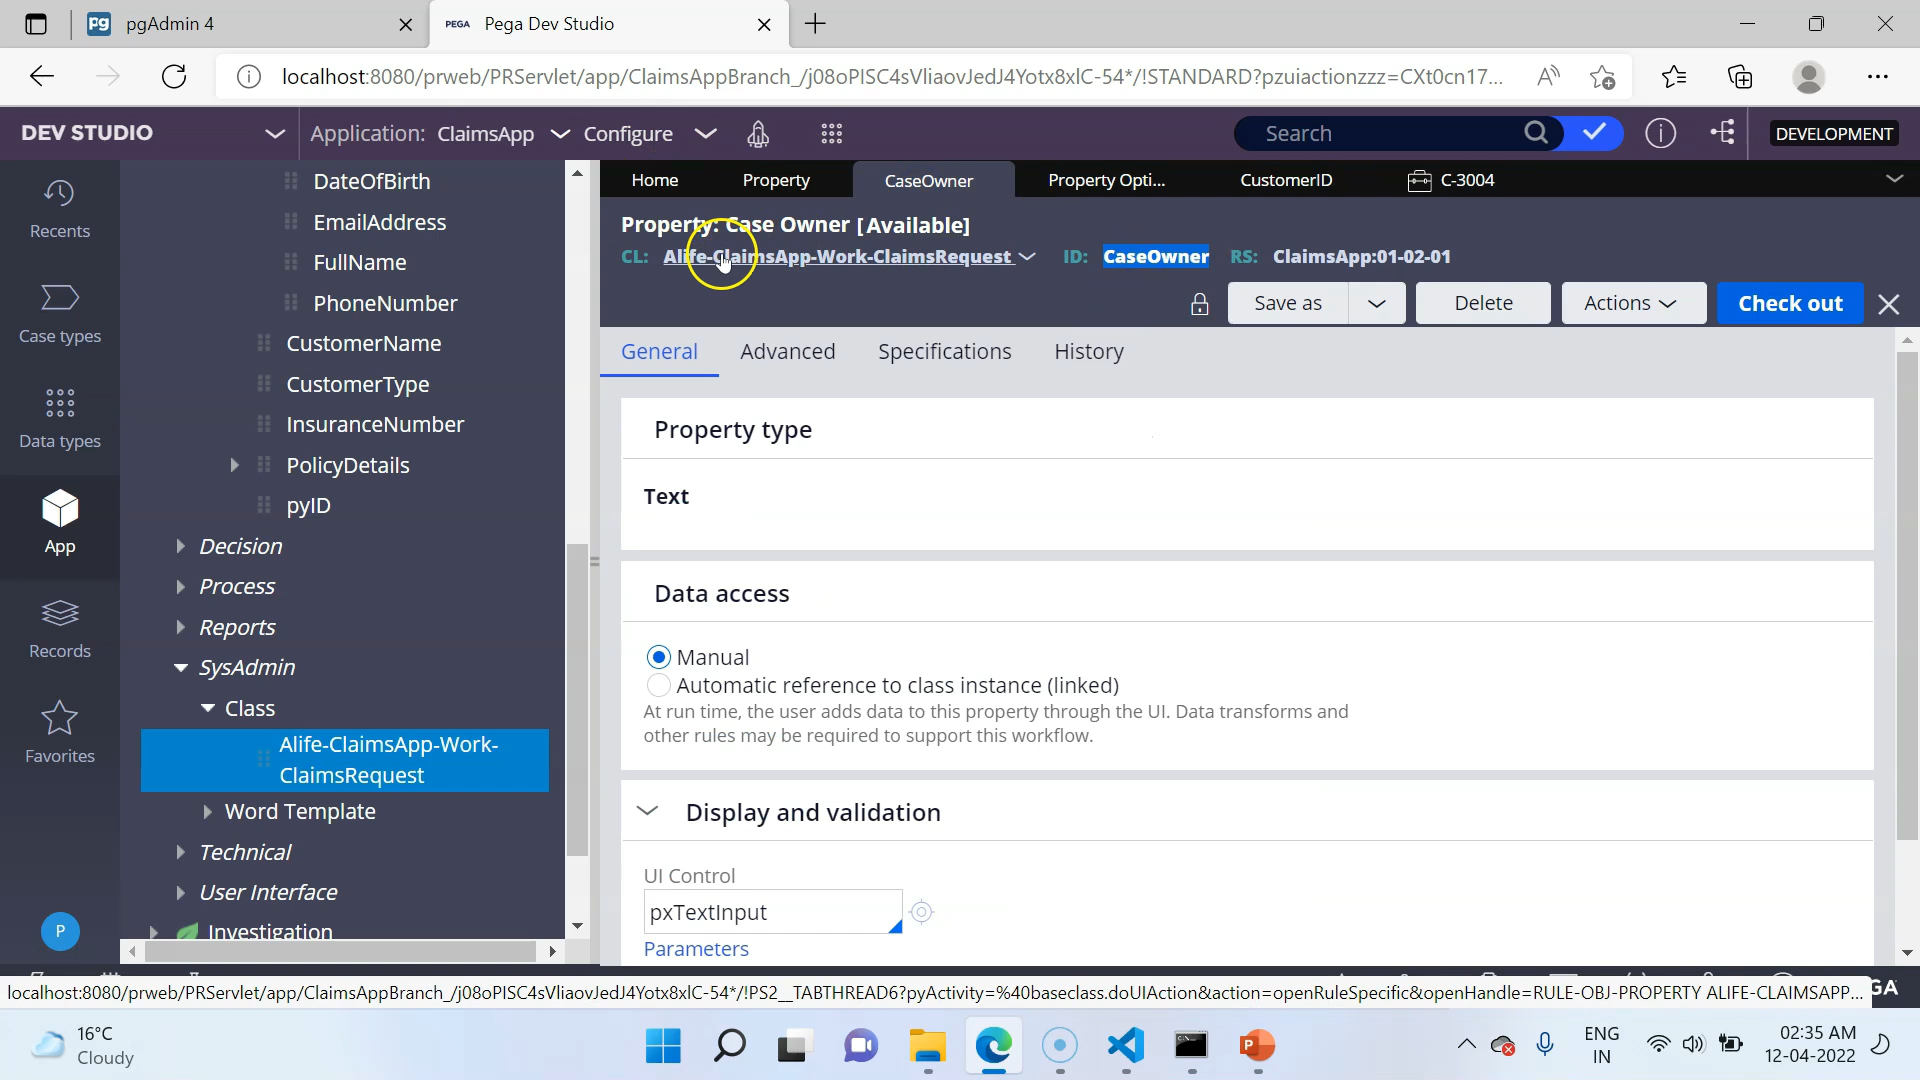 pgAdmin 4
PEGA Pega Dev Studio
localhost:8080/prweb/PRServlet/app/ClaimsAppBranch_/j08oPISC4sVliaovJedJ4Yotx8xlC-54*/!STANDARD?pzuiactionzzz=CXt0cn17...
DEV STUDIO Application: ClaimsApp Configure Search DEVELOPMENT
Recents
Case types
Data types
App
Records
Favorites
P
DateOfBirth
EmailAddress
FullName
PhoneNumber
CustomerName
CustomerType
InsuranceNumber
PolicyDetails
pyID
Decision
Process
Reports
SysAdmin
Class
Alife-ClaimsApp-Work-
ClaimsRequest
Word Template
Technical
User Interface
Investigation
Home Property CaseOwner Property Opti... CustomerID C-3004
Property: Case Owner [Available]
CL: Alife-ClaimsApp-Work-ClaimsRequest ID: CaseOwner RS: ClaimsApp:01-02-01
Save as Delete Actions Check out
General Advanced Specifications History
Property type
Text
Data access
Manual
Automatic reference to class instance (linked)
At run time, the user adds data to this property through the UI. Data transforms and
other rules may be required to support this workflow.
Display and validation
UI Control
pxTextInput
Parameters
localhost:8080/prweb/PRServlet/app/ClaimsAppBranch_/j08oPISC4sVliaovJedJ4Yotx8xlC-54*/!PS2__TABTHREAD6?pyActivity=%40baseclass.doUIAction&action=openRuleSpecific&openHandle=RULE-OBJ-PROPERTY ALIFE-CLAIMSAPP...
16°C
Cloudy
ENG
IN
02:35 AM
12-04-2022